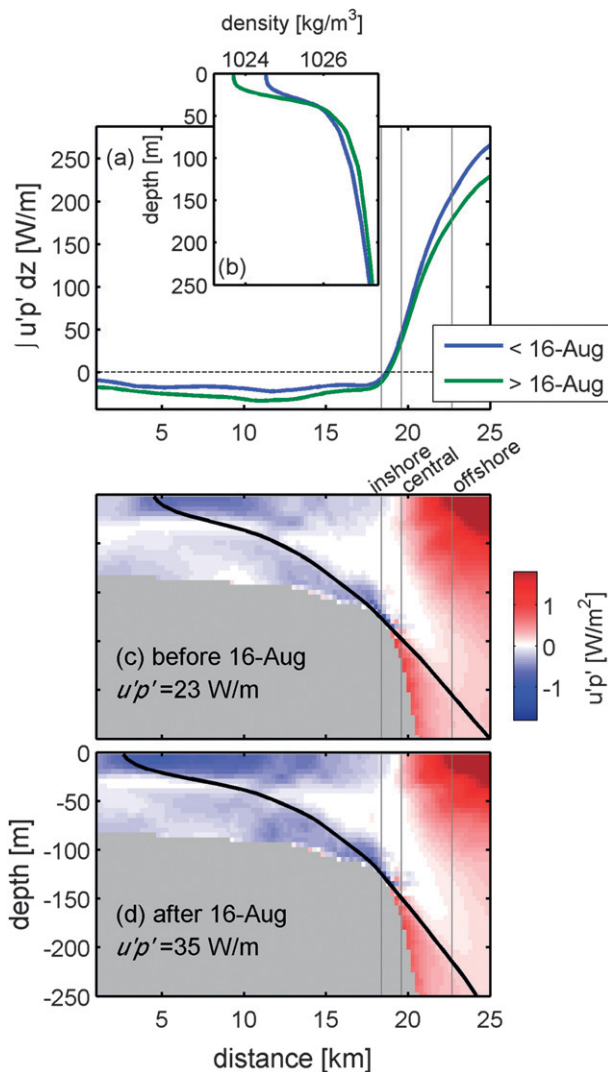 density [kg/m³]
1024 1026
0
50
100
150
200
250
depth [m]
(b)
(a)
250
200
150
100
50
0
∫ u'p' dz [W/m]
< 16-Aug
> 16-Aug
5 10 15 20 25
inshore
central
offshore
(c) before 16-Aug
u'p' =23 W/m
1
0
-1
u'p' [W/m²]
0
-50
-100
-150
-200
-250
depth [m]
(d) after 16-Aug
u'p' =35 W/m
5 10 15 20 25
distance [km]